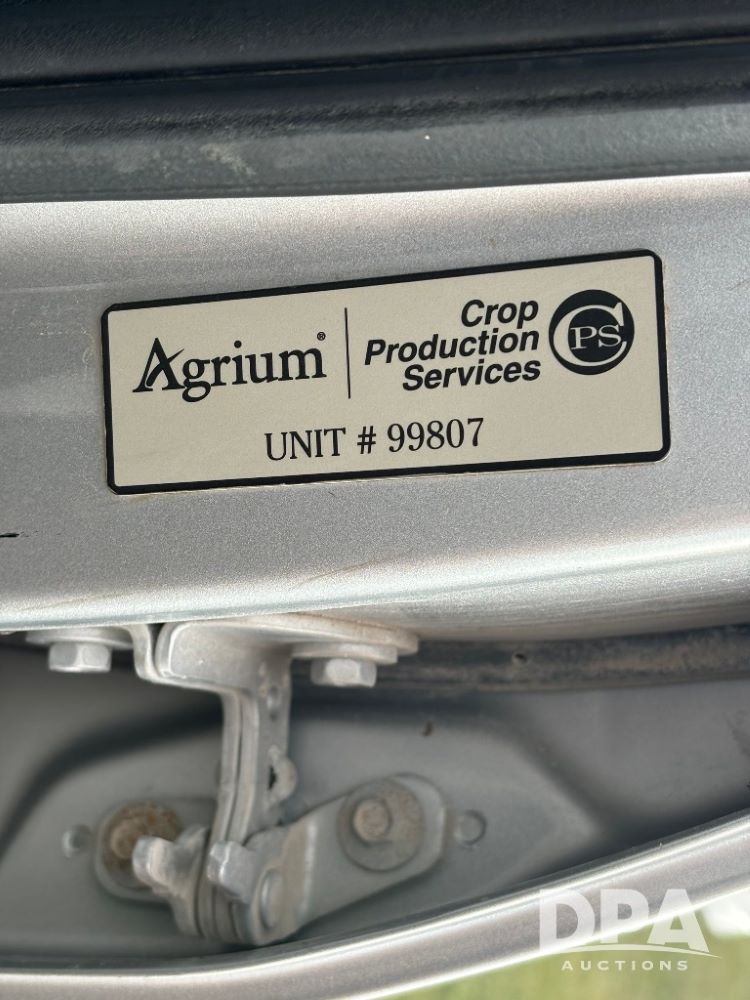 Agrium®
Crop
Production
Services
CPS
UNIT # 99807
DPA
AUCTIONS